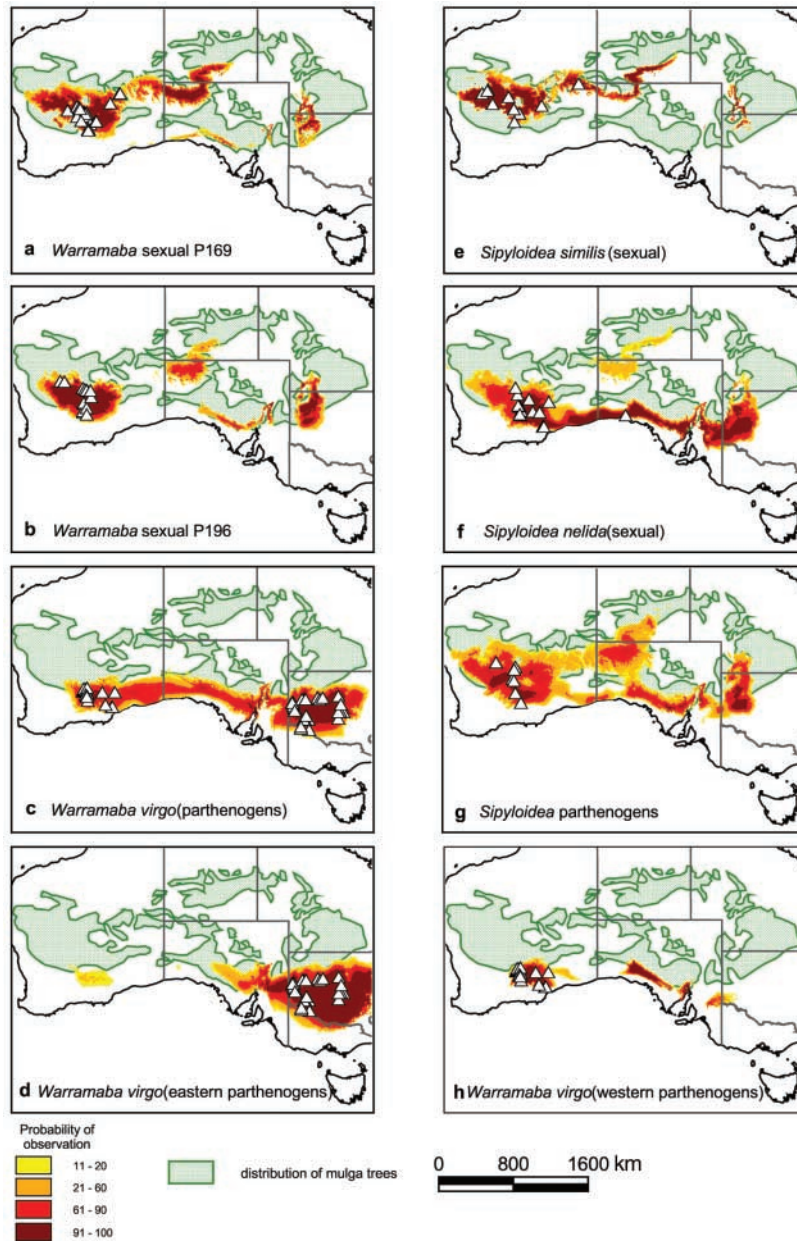 a Warramaba sexual P169
e Sipyloidea similis (sexual)
b Warramaba sexual P196
f Sipyloidea nelida(sexual)
c Warramaba virgo(parthenogens)
g Sipyloidea parthenogens
d Warramaba virgo(eastern parthenogens)
h Warramaba virgo(western parthenogens)
Probability of
observation
11 - 20
21 - 60
61 - 90
91 - 100
distribution of mulga trees
0 800 1600 km